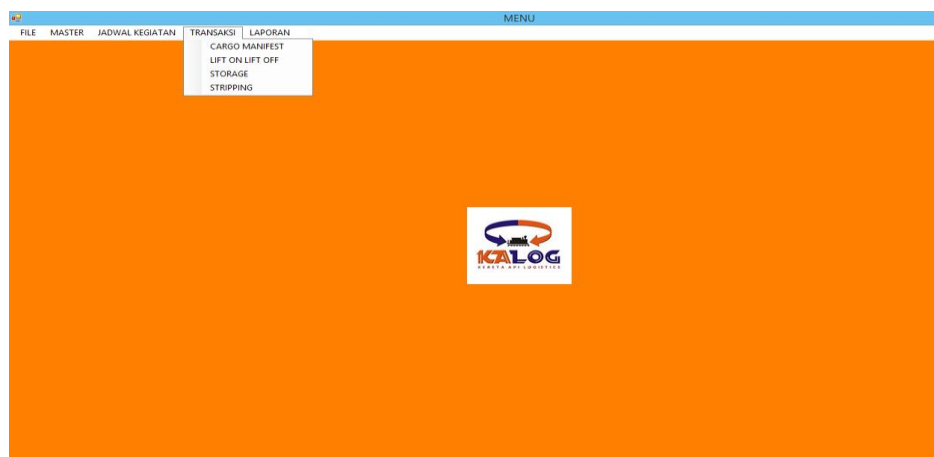 MENU
FILE MASTER JADWAL KEGIATAN TRANSAKSI LAPORAN
CARGO MANIFEST
LIFT ON LIFT OFF
STORAGE
STRIPPING
KALOG
KERETA API LOGISTICS